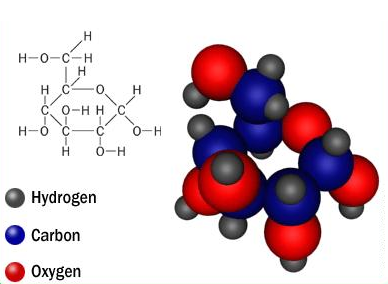 H
H–O–C–H
H
H C O H
C O–H H C
H–O O–H
H O–H
Hydrogen
Carbon
Oxygen